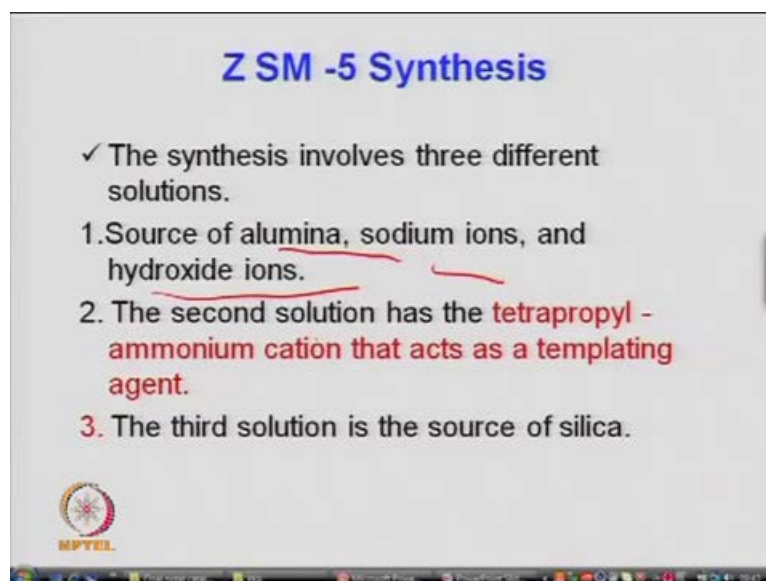 Z SM -5 Synthesis
✓ The synthesis involves three different
solutions.
1.Source of alumina, sodium ions, and
hydroxide ions.
2. The second solution has the tetrapropyl -
ammonium cation that acts as a templating
agent.
3. The third solution is the source of silica.
NPTEL